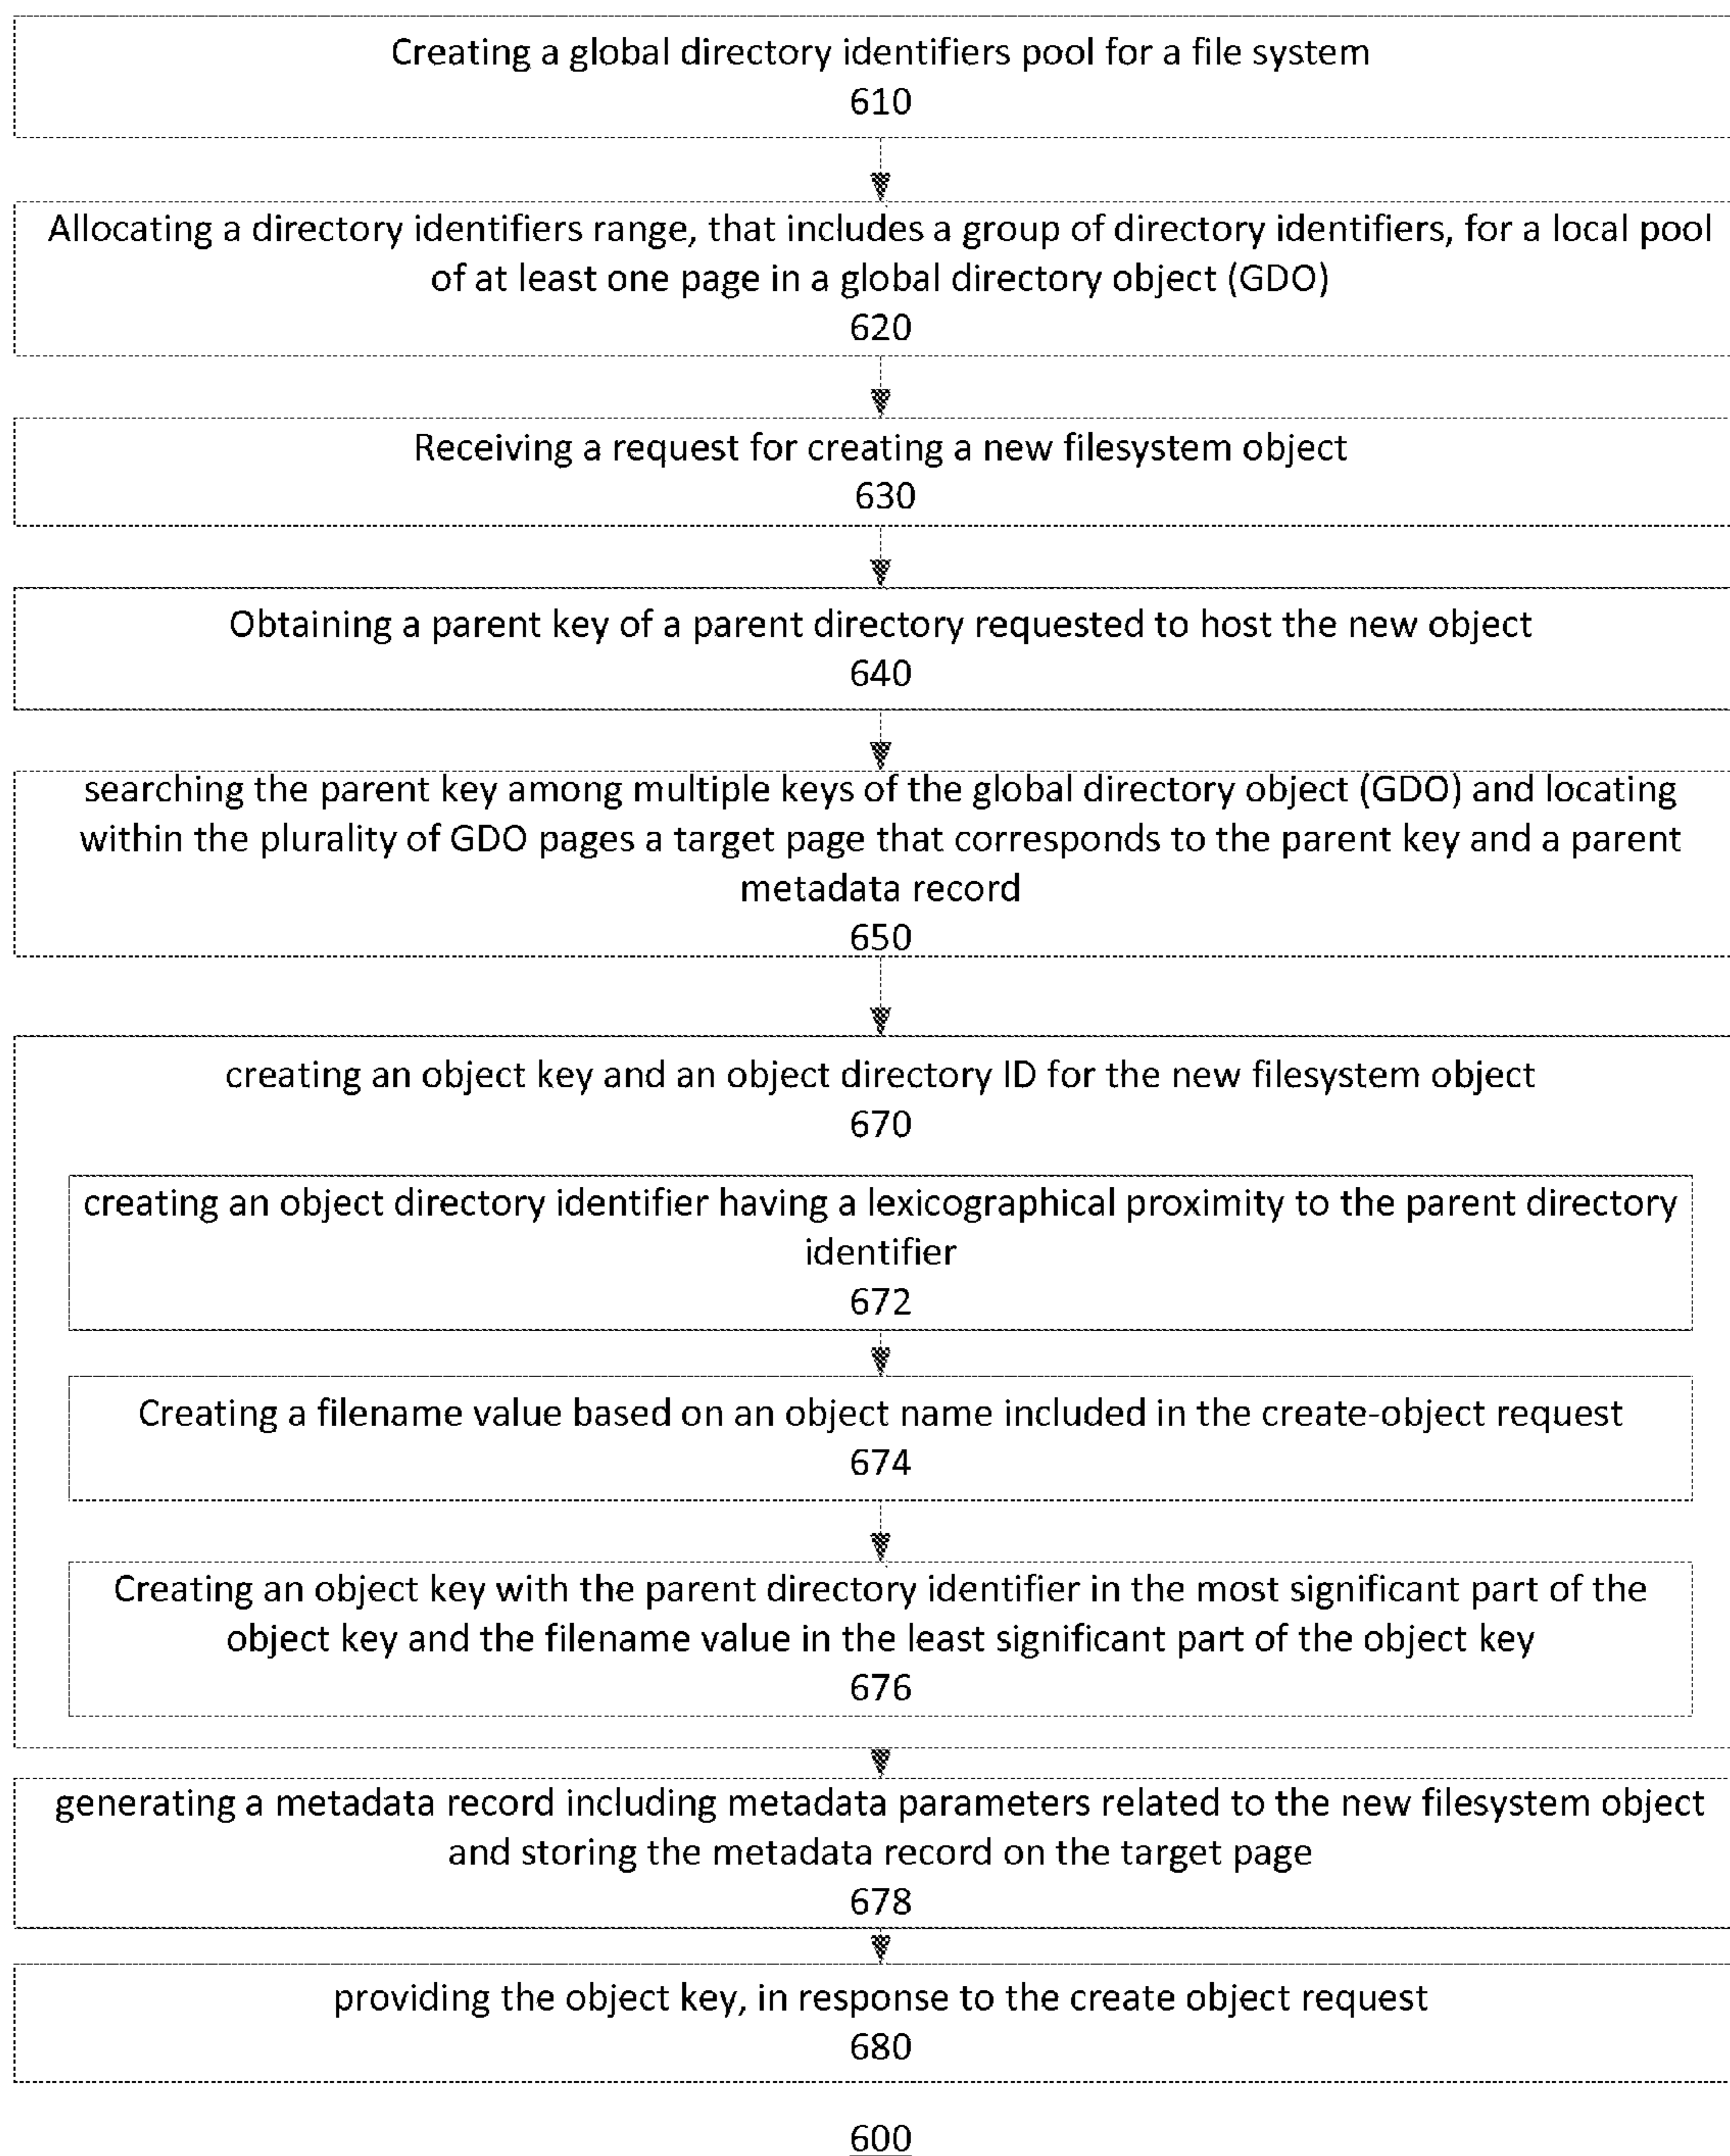 Creating a global directory identifiers pool for a file system
610
Allocating a directory identifiers range, that includes a group of directory identifiers, for a local pool
of at least one page in a global directory object (GDO)
620
Receiving a request for creating a new filesystem object
630
Obtaining a parent key of a parent directory requested to host the new object
640
searching the parent key among multiple keys of the global directory object (GDO) and locating
within the plurality of GDO pages a target page that corresponds to the parent key and a parent
metadata record
650
creating an object key and an object directory ID for the new filesystem object
670
creating an object directory identifier having a lexicographical proximity to the parent directory
identifier
672
Creating a filename value based on an object name included in the create-object request
674
Creating an object key with the parent directory identifier in the most significant part of the
object key and the filename value in the least significant part of the object key
676
generating a metadata record including metadata parameters related to the new filesystem object
and storing the metadata record on the target page
678
providing the object key, in response to the create object request
680
600